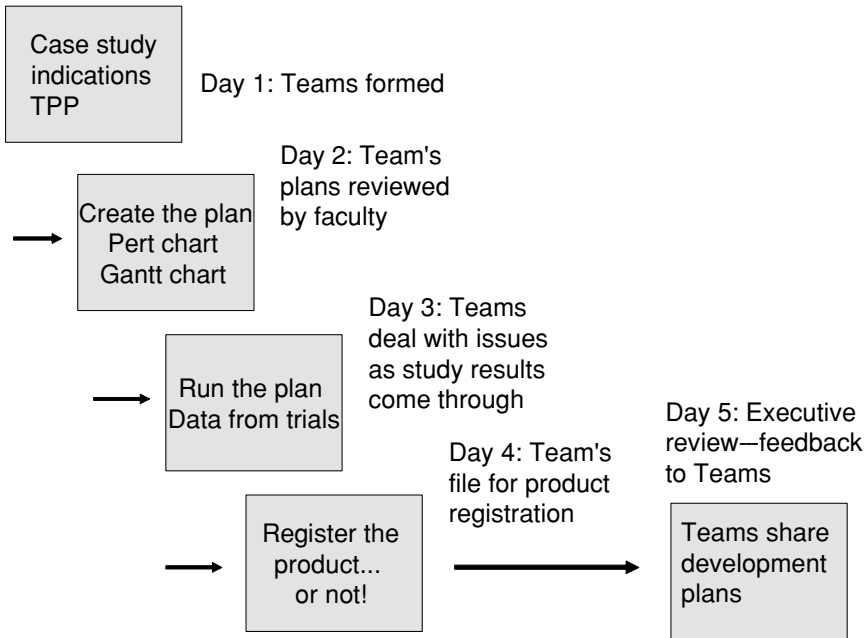 Case study
indications
TPP
Day 1: Teams formed
Day 2: Team's
plans reviewed
by faculty
Create the plan
Pert chart
Gantt chart
Day 3: Teams
deal with issues
as study results
come through
Run the plan
Data from trials
Day 4: Team's
file for product
registration
Register the
product...
or not!
Day 5: Executive
review---feedback
to Teams
Teams share
development
plans